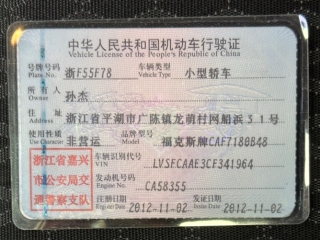 中华人民共和国机动车行驶证
Vehicle License of the People's Republic of China
号牌号码 浙F55F78 车辆类型 小型轿车
Plate No. Vehicle Type
所有人 孙杰
Owner
住址 浙江省平湖市广陈镇龙萌村网船浜31号
Address
使用性质 非营运 品牌型号 福克斯牌CAF7180B48
Use Character Model
浙江省嘉兴
市公安局交
通警察支队
车辆识别代号 LVSFCAAE3CF341964
VIN
发动机号码 CA58355
Engine No.
注册日期 2012-11-02 发证日期 2012-11-02
Register Date Issue Date